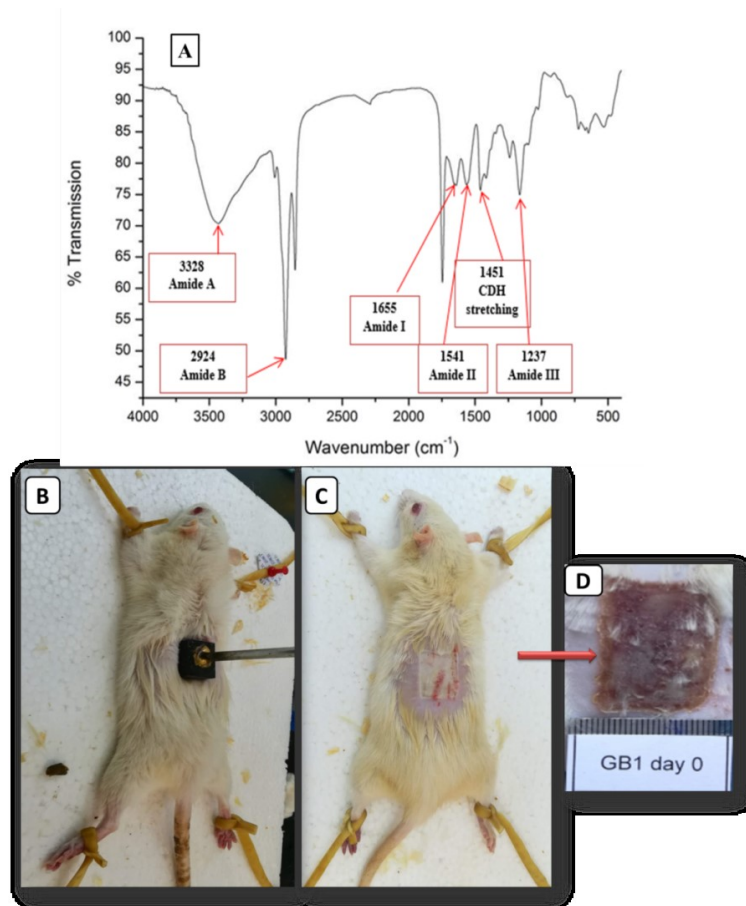 A
100
95
90
85
80
75
70
65
60
55
50
45
% Transmission
3328
Amide A
2924
Amide B
1655
Amide I
1541
Amide II
1451
CDH
stretching
1237
Amide III
4000 3500 3000 2500 2000 1500 1000 500
Wavenumber (cm⁻¹)
B
C
D
GB1 day 0